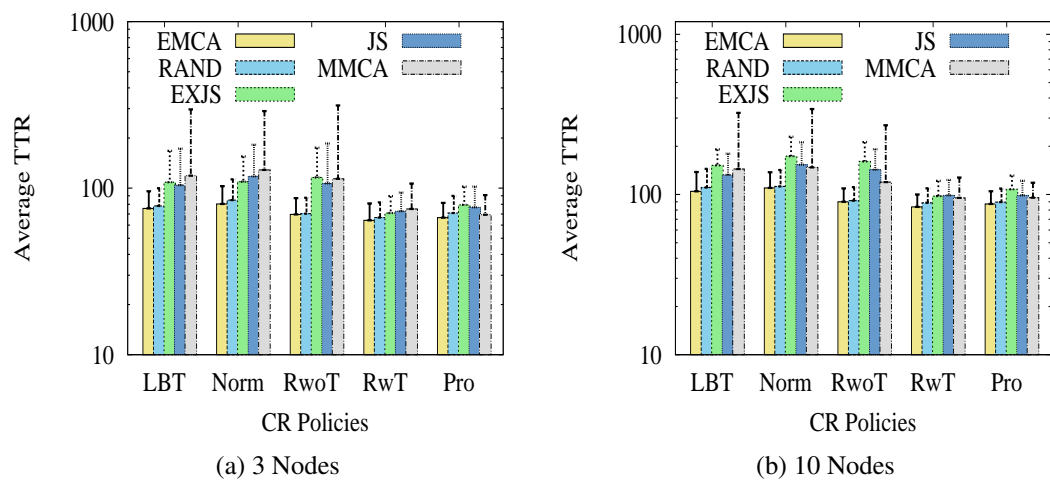 1000
100
10
Average TTR
EMCA
RAND
EXJS
JS
MMCA
LBT Norm RwoT RwT Pro
CR Policies
(a) 3 Nodes
1000
100
10
Average TTR
EMCA
RAND
EXJS
JS
MMCA
LBT Norm RwoT RwT Pro
CR Policies
(b) 10 Nodes